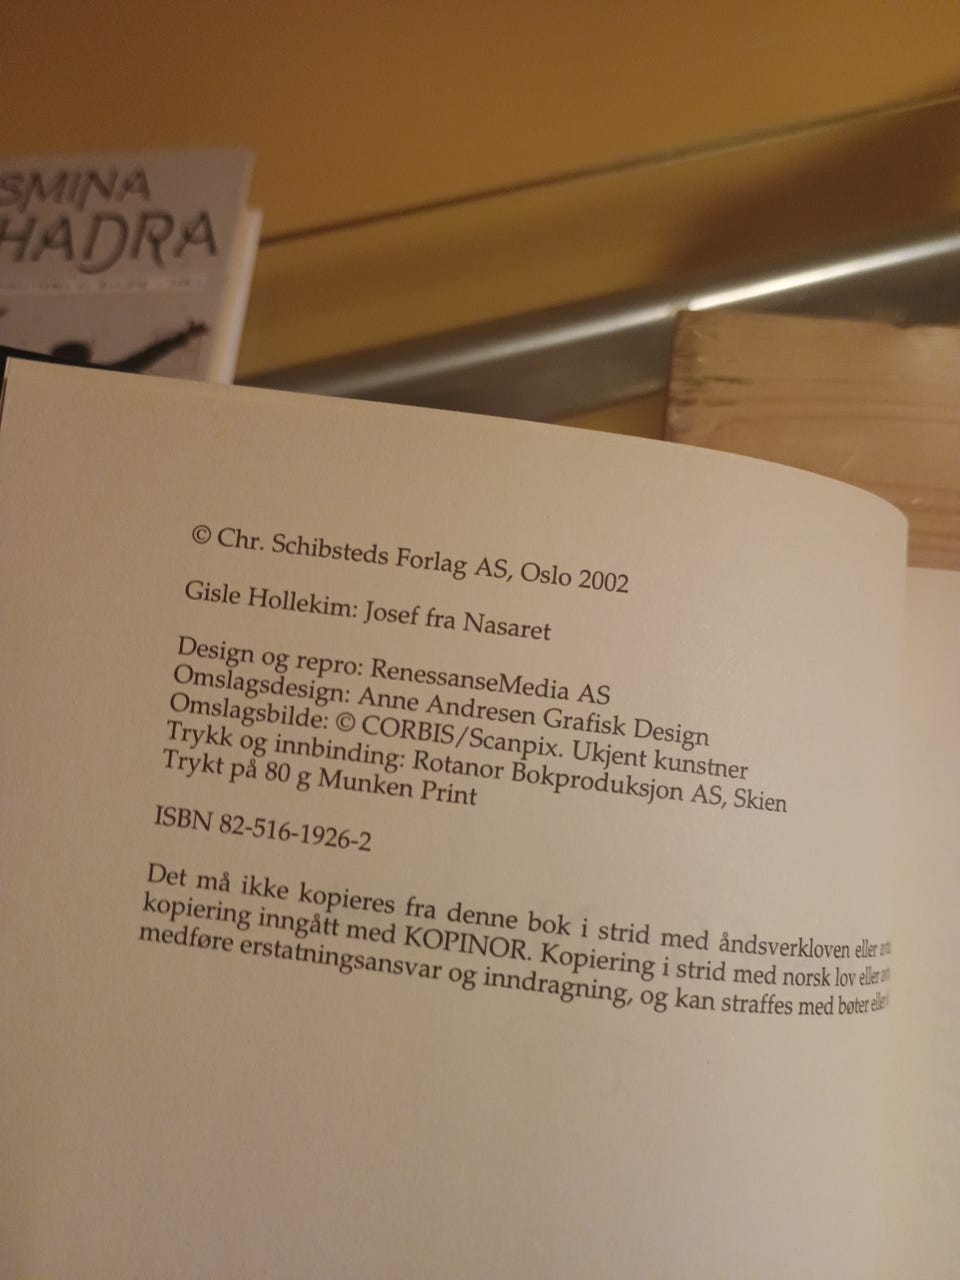 SMINA
HADRA
© Chr. Schibsteds Forlag AS, Oslo 2002
Gisle Hollekim: Josef fra Nasaret
Design og repro: RenessanseMedia AS
Omslagsdesign: Anne Andresen Grafisk Design
Omslagsbilde: © CORBIS/Scanpix. Ukjent kunstner
Trykk og innbinding: Rotanor Bokproduksjon AS, Skien
Trykt på 80 g Munken Print
ISBN 82-516-1926-2
Det må ikke kopieres fra denne bok i strid med åndsverkloven eller
kopiering inngått med KOPINOR. Kopiering i strid med norsk lov eller
medføre erstatningsansvar og inndragning, og kan straffes med bøter eller